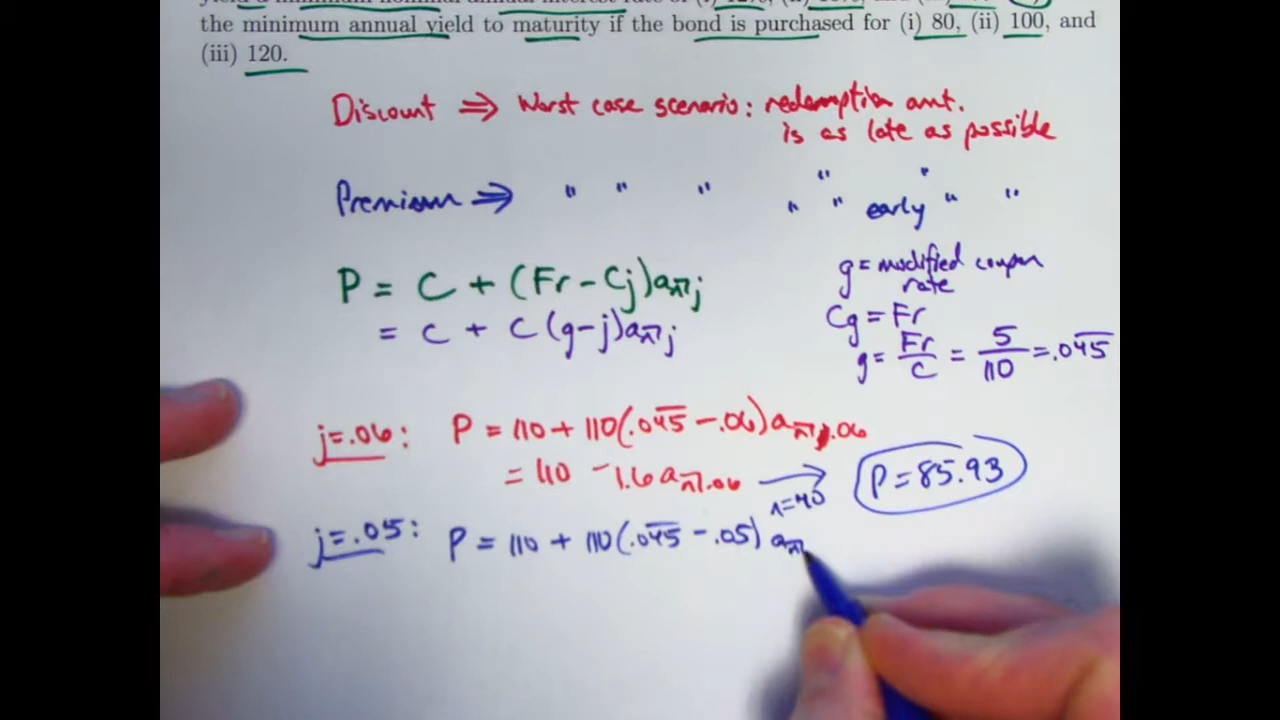 the minimum annual yield to maturity if the bond is purchased for (i) 80, (ii) 100, and
(iii) 120.
Discount ⇒ Worst case scenario: redemption amt.
is as late as possible
Premium ⇒ " " " " "
" " early " "
P = C + (Fr - Cj)a_n̅|j
= C + C(g-j)a_n̅|j
g = modified coupon
rate
Cg = Fr
g = Fr/C = 5/110 = .04̅5̅
j=.06: P = 110 + 110(.04̅5̅ - .06)a_n̅|.06
= 110 - 1.6a_n̅|.06 → n=40 P = 85.93
j=.05: P = 110 + 110(.04̅5̅ - .05) a_n̅|